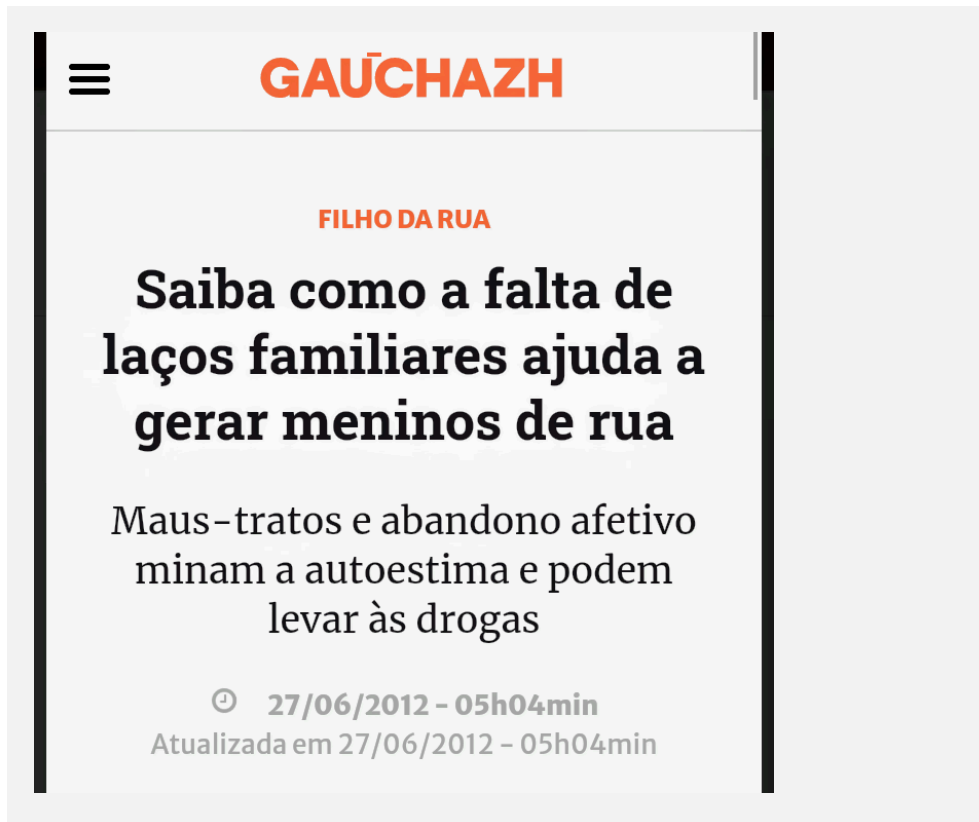 GAÚCHAZH
FILHO DA RUA
Saiba como a falta de
laços familiares ajuda a
gerar meninos de rua
Maus-tratos e abandono afetivo
minam a autoestima e podem
levar às drogas
27/06/2012 - 05h04min
Atualizada em 27/06/2012 - 05h04min